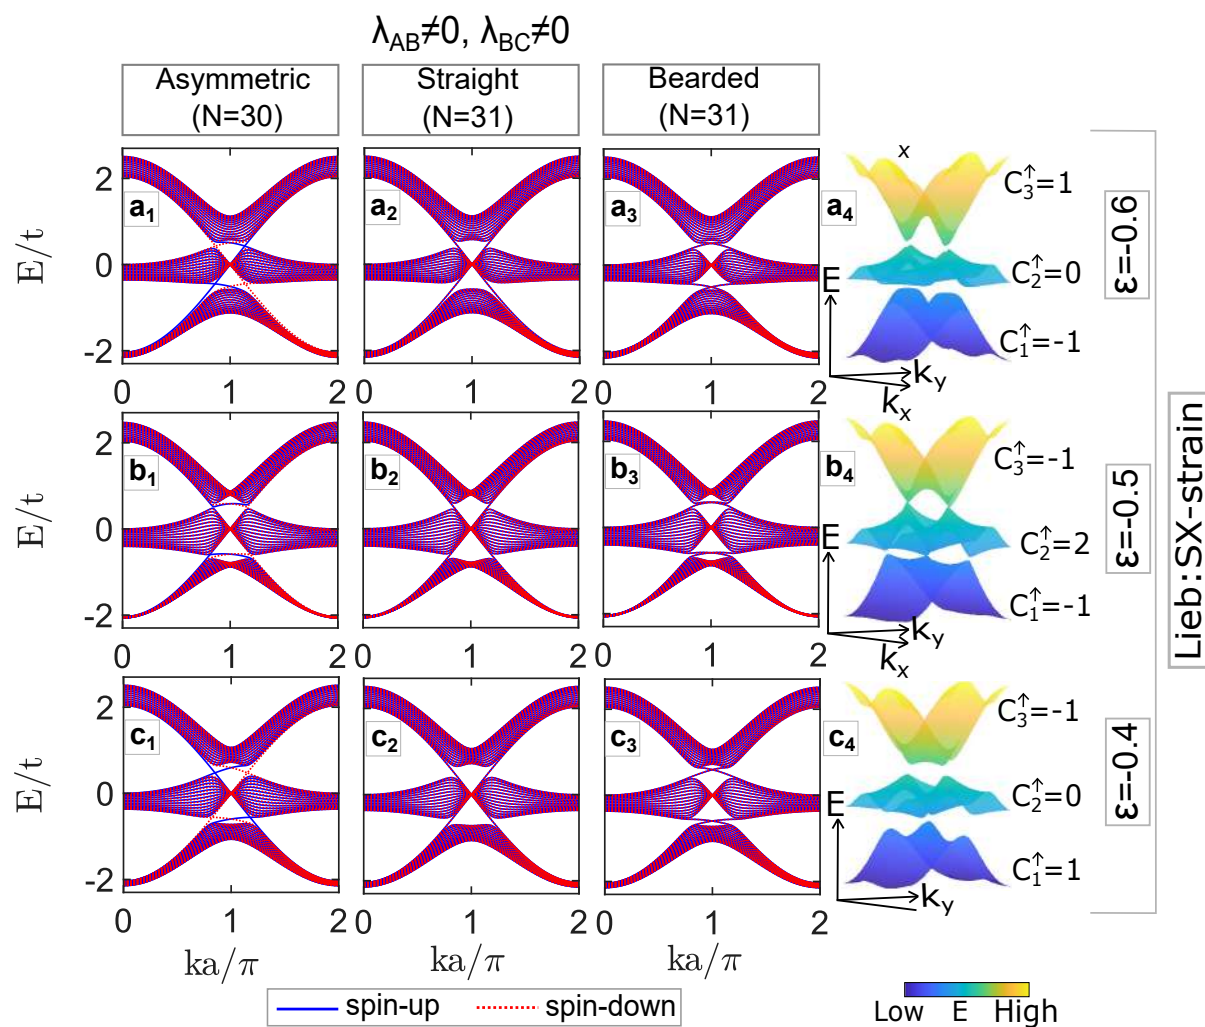 λAB≠0, λBC≠0
Asymmetric
(N=30)
Straight
(N=31)
Bearded
(N=31)
E/t
2
0
-2
a1
a2
a3
a4
x
C3↑=1
C2↑=0
C1↑=-1
E
ky
kx
ε=-0.6
0 1 2
0 1 2
0 1 2
E/t
2
0
-2
b1
b2
b3
b4
C3↑=-1
C2↑=2
C1↑=-1
E
ky
kx
ε=-0.5
0 1 2
0 1 2
0 1 2
E/t
2
0
-2
c1
c2
c3
c4
C3↑=-1
C2↑=0
C1↑=1
E
ky
ε=-0.4
0 1 2
0 1 2
0 1 2
Lieb:SX-strain
ka/π
ka/π
ka/π
spin-up
spin-down
Low E High